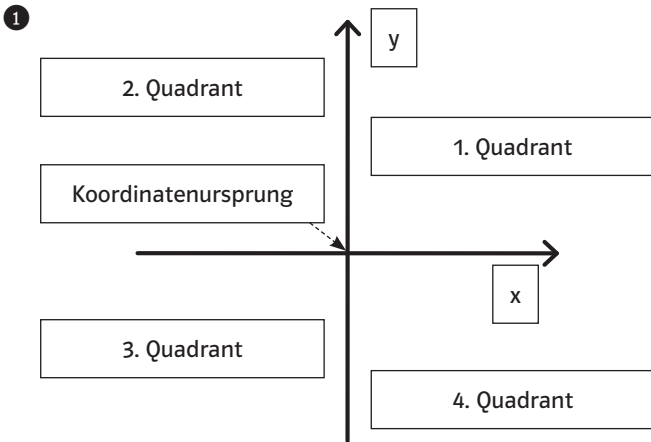 1
y
2. Quadrant
1. Quadrant
Koordinatenursprung
x
3. Quadrant
4. Quadrant